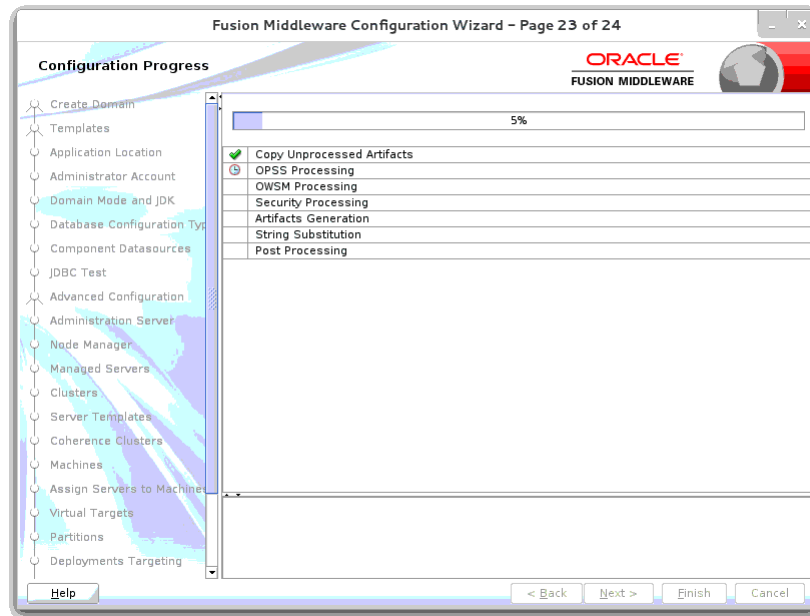 Fusion Middleware Configuration Wizard - Page 23 of 24
Configuration Progress
ORACLE
FUSION MIDDLEWARE
Create Domain
Templates
Application Location
Administrator Account
Domain Mode and JDK
Database Configuration Typ
Component Datasources
JDBC Test
Advanced Configuration
Administration Server
Node Manager
Managed Servers
Clusters
Server Templates
Coherence Clusters
Machines
Assign Servers to Machines
Virtual Targets
Partitions
Deployments Targeting
5%
Copy Unprocessed Artifacts
OPSS Processing
OWSM Processing
Security Processing
Artifacts Generation
String Substitution
Post Processing
Help
< Back
Next >
Finish
Cancel